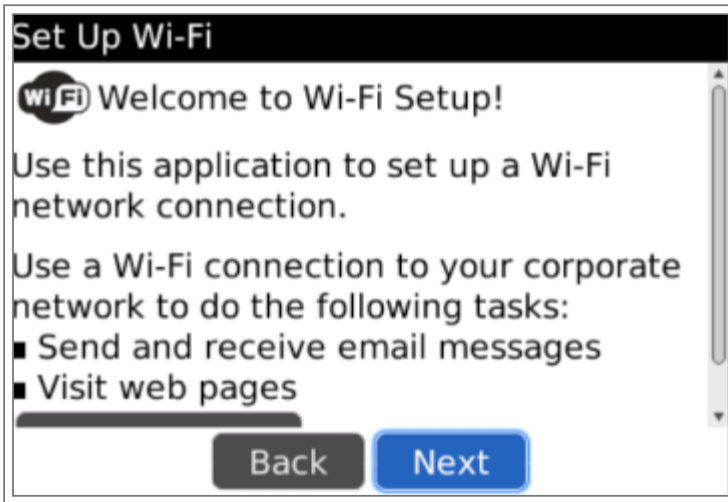 Set Up Wi-Fi
Wi Fi Welcome to Wi-Fi Setup!
Use this application to set up a Wi-Fi
network connection.
Use a Wi-Fi connection to your corporate
network to do the following tasks:
▪ Send and receive email messages
▪ Visit web pages
Back Next